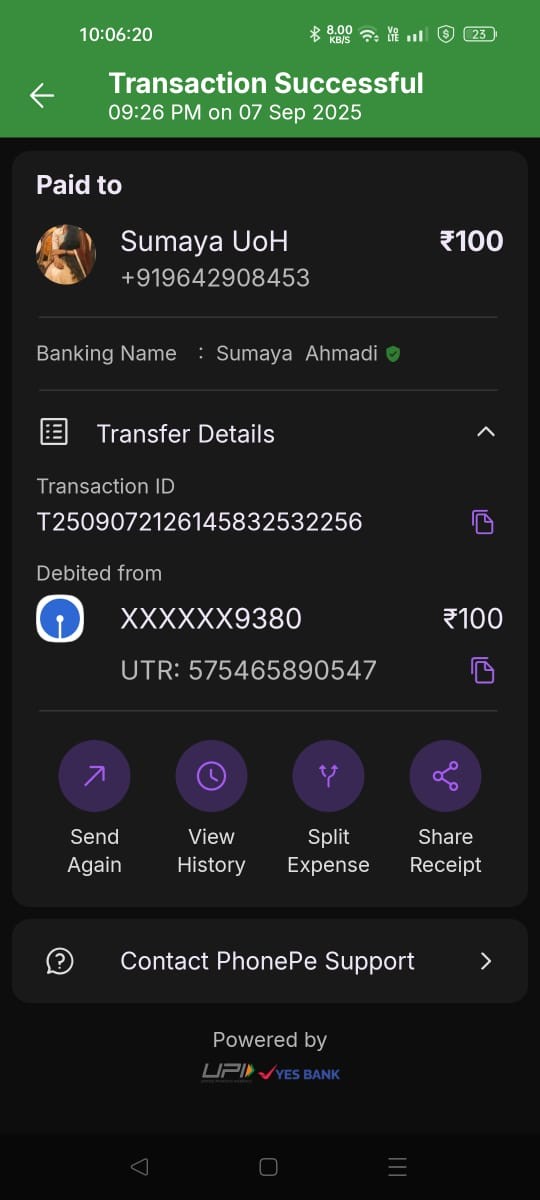 10:06:20 8.00 KB/S Vo LTE 23
Transaction Successful
09:26 PM on 07 Sep 2025
Paid to
Sumaya UoH ₹100
+919642908453
Banking Name : Sumaya Ahmadi
Transfer Details
Transaction ID
T2509072126145832532256
Debited from
XXXXXX9380 ₹100
UTR: 575465890547
Send Again
View History
Split Expense
Share Receipt
Contact PhonePe Support
Powered by
UPI YES BANK